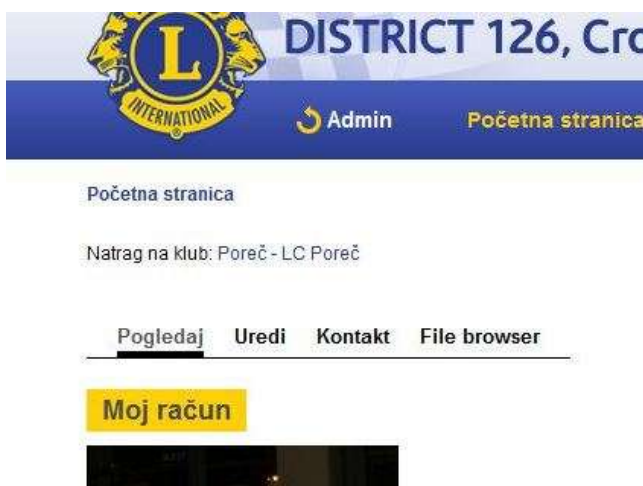 DISTRICT 126, Cro
L
INTERNATIONAL
Admin Početna stranica
Početna stranica
Natrag na klub: Poreč - LC Poreč
Pogledaj Uredi Kontakt File browser
Moj račun